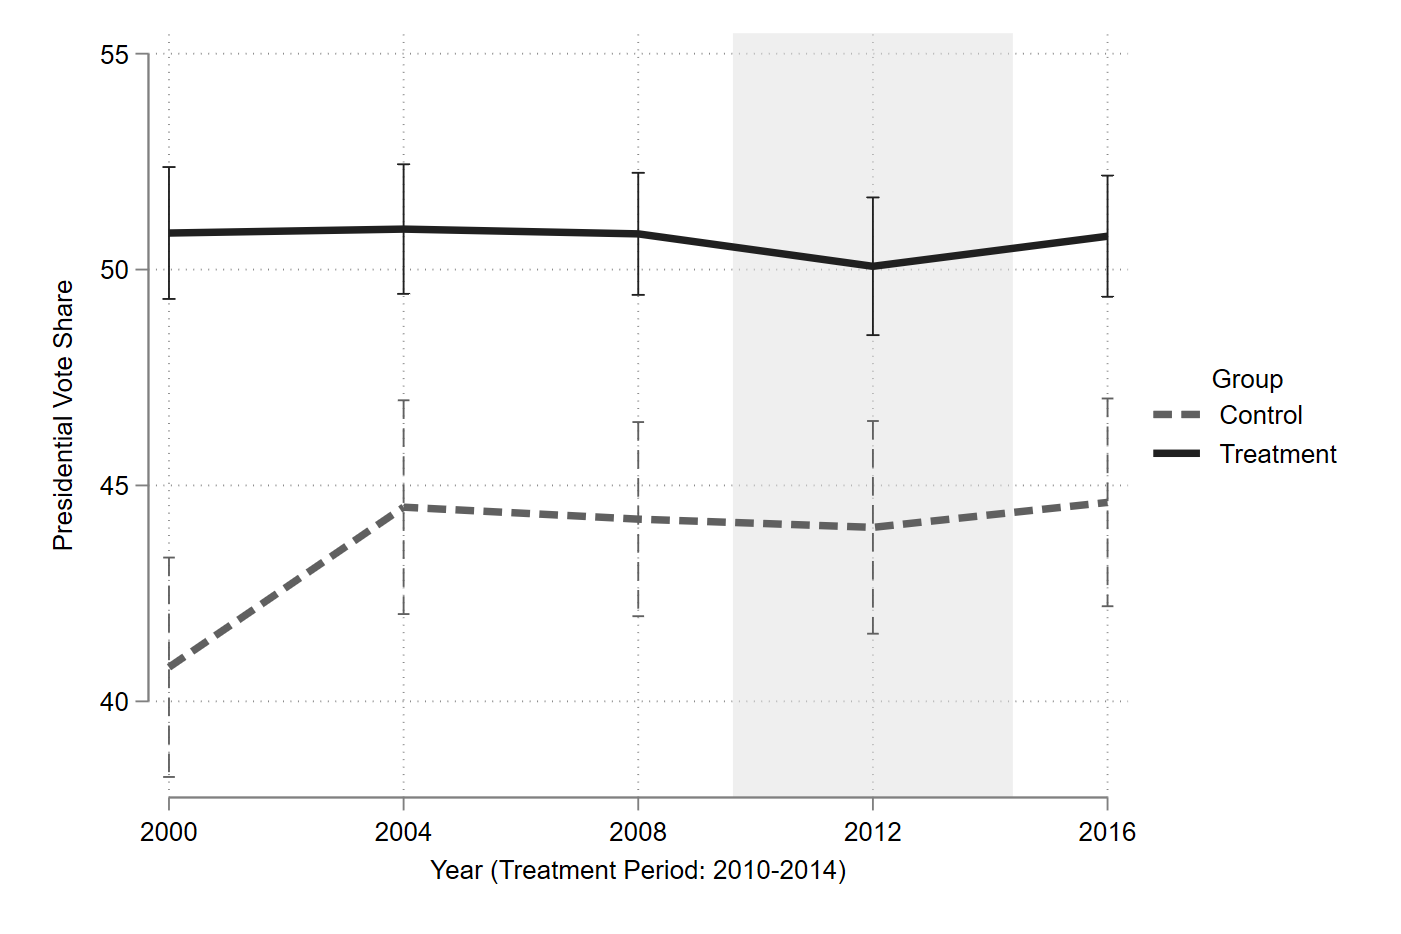 55
50
45
40
Presidential Vote Share
2000
2004
2008
2012
2016
Year (Treatment Period: 2010-2014)
Group
Control
Treatment